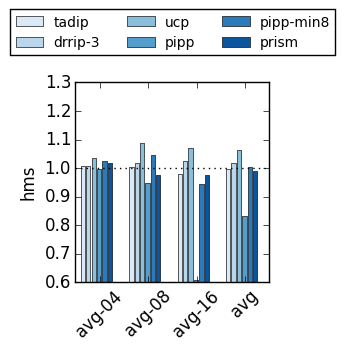 tadip ucp pipp-min8
drrip-3 pipp prism
1.3
1.2
1.1
1.0
0.9
0.8
0.7
0.6
hms
avg-04 avg-08 avg-16 avg